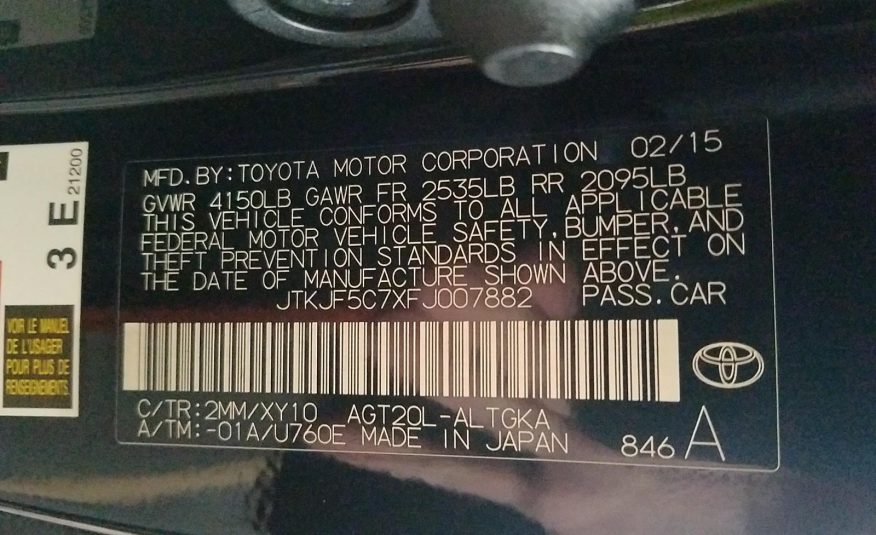 MFD.BY:TOYOTA MOTOR CORPORATION 02/15
GVWR 4150LB GAWR FR 2535LB RR 2095LB
THIS VEHICLE CONFORMS TO ALL APPLICABLE
FEDERAL MOTOR VEHICLE SAFETY, BUMPER, AND
THEFT PREVENTION STANDARDS IN EFFECT ON
THE DATE OF MANUFACTURE SHOWN ABOVE.
JTKJF5C7XFJ007882 PASS.CAR
C/TR:2MM/XY10 AGT20L-ALTGKA
A/TM:-01A/U760E MADE IN JAPAN 846 A
3 E 21200
VOIR LE MANUEL
DE L'USAGER
POUR PLUS DE
RENSEIGNEMENTS.